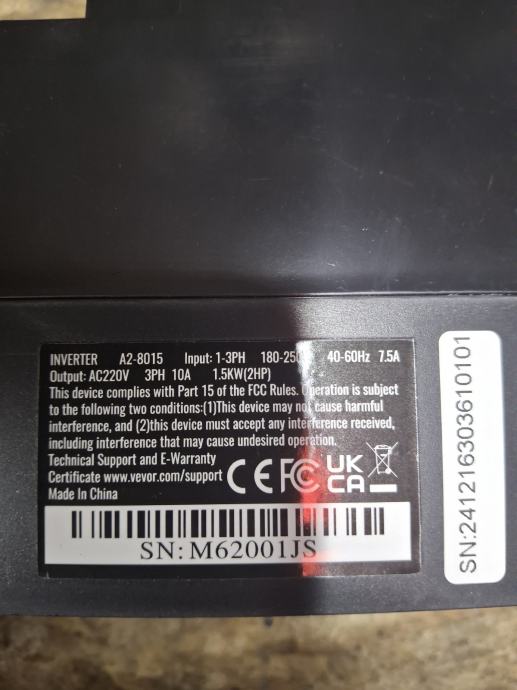 INVERTER A2-8015 Input: 1-3PH 40-60Hz 7.5A
Output: AC220V 3PH 10A 1.5KW(2HP)
This device complies with Part 15 of the FCC Rules. Operation is subject
to the following two conditions:(1)This device may not cause harmful
interference, and (2)this device must accept any interference received,
including interference that may cause undesired operation.
Technical Support and E-Warranty
Certificate www.vevor.com/support
Made In China
CE FC UK
CA
SN: M62001JS
SN:241216303610101